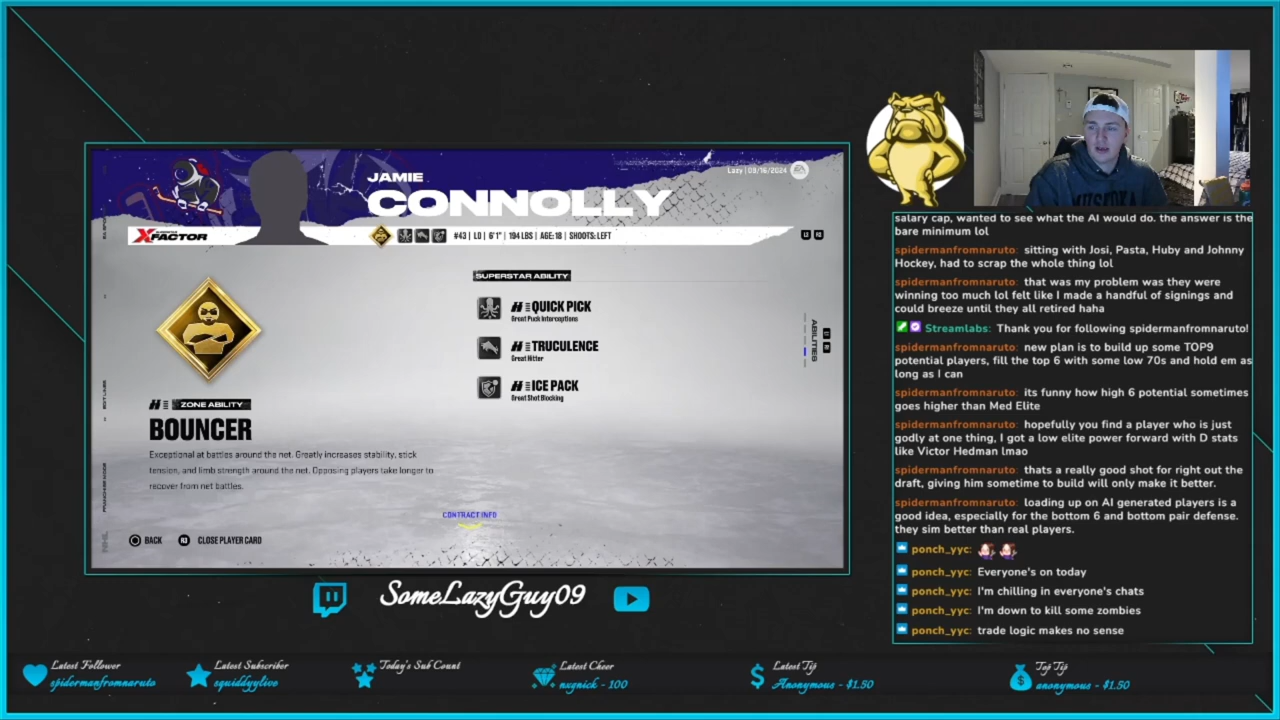 JAMIE
CONNOLLY
Lazy | 09/16/2024
X FACTOR
#43 | LD | 6'1" | 194 LBS | AGE: 18 | SHOOTS: LEFT
SUPERSTAR ABILITY
QUICK PICK
Great Puck Interceptions
TRUCULENCE
Great Hitter
ICE PACK
Great Shot Blocking
ABILITIES
ZONE ABILITY
BOUNCER
Exceptional at battles around the net. Greatly increases stability, stick
tension, and limb strength around the net. Opposing players take longer to
recover from net battles.
CONTRACT INFO
BACK
CLOSE PLAYER CARD
FRANCHISE MODE
NHL
MUSKOKA
salary cap, wanted to see what the AI would do. the answer is the
bare minimum lol
spidermanfromnaruto: sitting with Josi, Pasta, Huby and Johnny
Hockey, had to scrap the whole thing lol
spidermanfromnaruto: that was my problem was they were
winning too much lol felt like I made a handful of signings and
could breeze until they all retired haha
Streamlabs: Thank you for following spidermanfromnaruto!
spidermanfromnaruto: new plan is to build up some TOP9
potential players, fill the top 6 with some low 70s and hold em as
long as I can
spidermanfromnaruto: its funny how high 6 potential sometimes
goes higher than Med Elite
spidermanfromnaruto: hopefully you find a player who is just
godly at one thing, I got a low elite power forward with D stats
like Victor Hedman lmao
spidermanfromnaruto: thats a really good shot for right out the
draft, giving him sometime to build will only make it better.
spidermanfromnaruto: loading up on AI generated players is a
good idea, especially for the bottom 6 and bottom pair defense.
they sim better than real players.
ponch_yyc:
ponch_yyc: Everyone's on today
ponch_yyc: I'm chilling in everyone's chats
ponch_yyc: I'm down to kill some zombies
ponch_yyc: trade logic makes no sense
SomeLazyGuy09
Latest Follower
spidermanfromnaruto
Latest Subscriber
squiddyylive
Today's Sub Count
Latest Cheer
nxgnick - 100
Latest Tip
Anonymous - $1.50
Top Tip
anonymous - $1.50